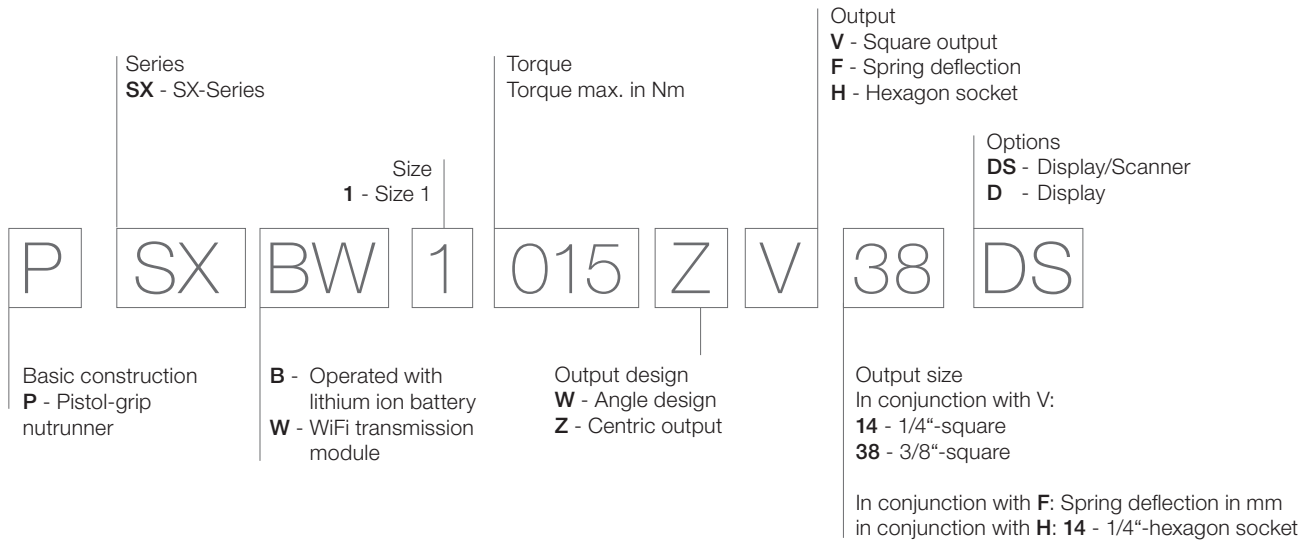 Output
V - Square output
F - Spring deflection
H - Hexagon socket
Series
SX - SX-Series
Torque
Torque max. in Nm
Options
DS - Display/Scanner
D - Display
Size
1 - Size 1
P SX BW 1 015 Z V 38 DS
Basic construction
P - Pistol-grip
nutrunner
B - Operated with
lithium ion battery
W - WiFi transmission
module
Output design
W - Angle design
Z - Centric output
Output size
In conjunction with V:
14 - 1/4“-square
38 - 3/8“-square
In conjunction with F: Spring deflection in mm
in conjunction with H: 14 - 1/4“-hexagon socket